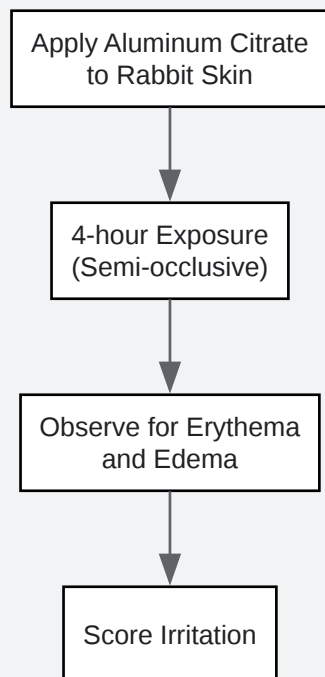 Apply Aluminum Citrate
to Rabbit Skin
4-hour Exposure
(Semi-occlusive)
Observe for Erythema
and Edema
Score Irritation